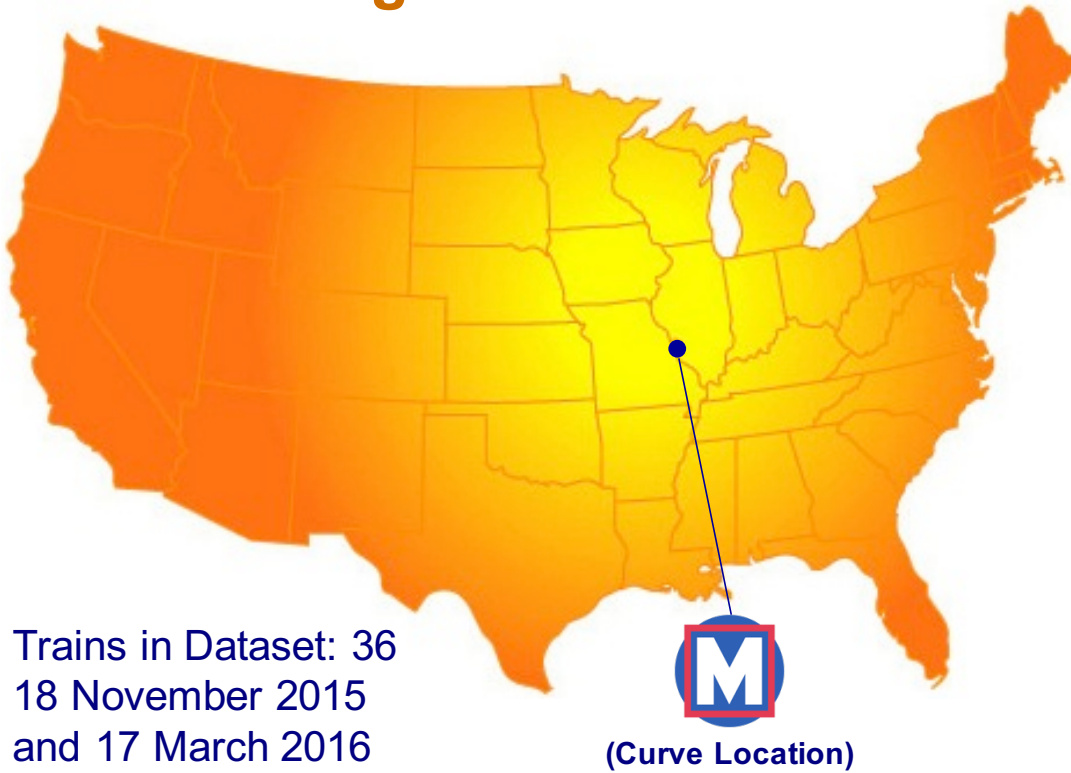 Trains in Dataset: 36
18 November 2015
and 17 March 2016
M
(Curve Location)